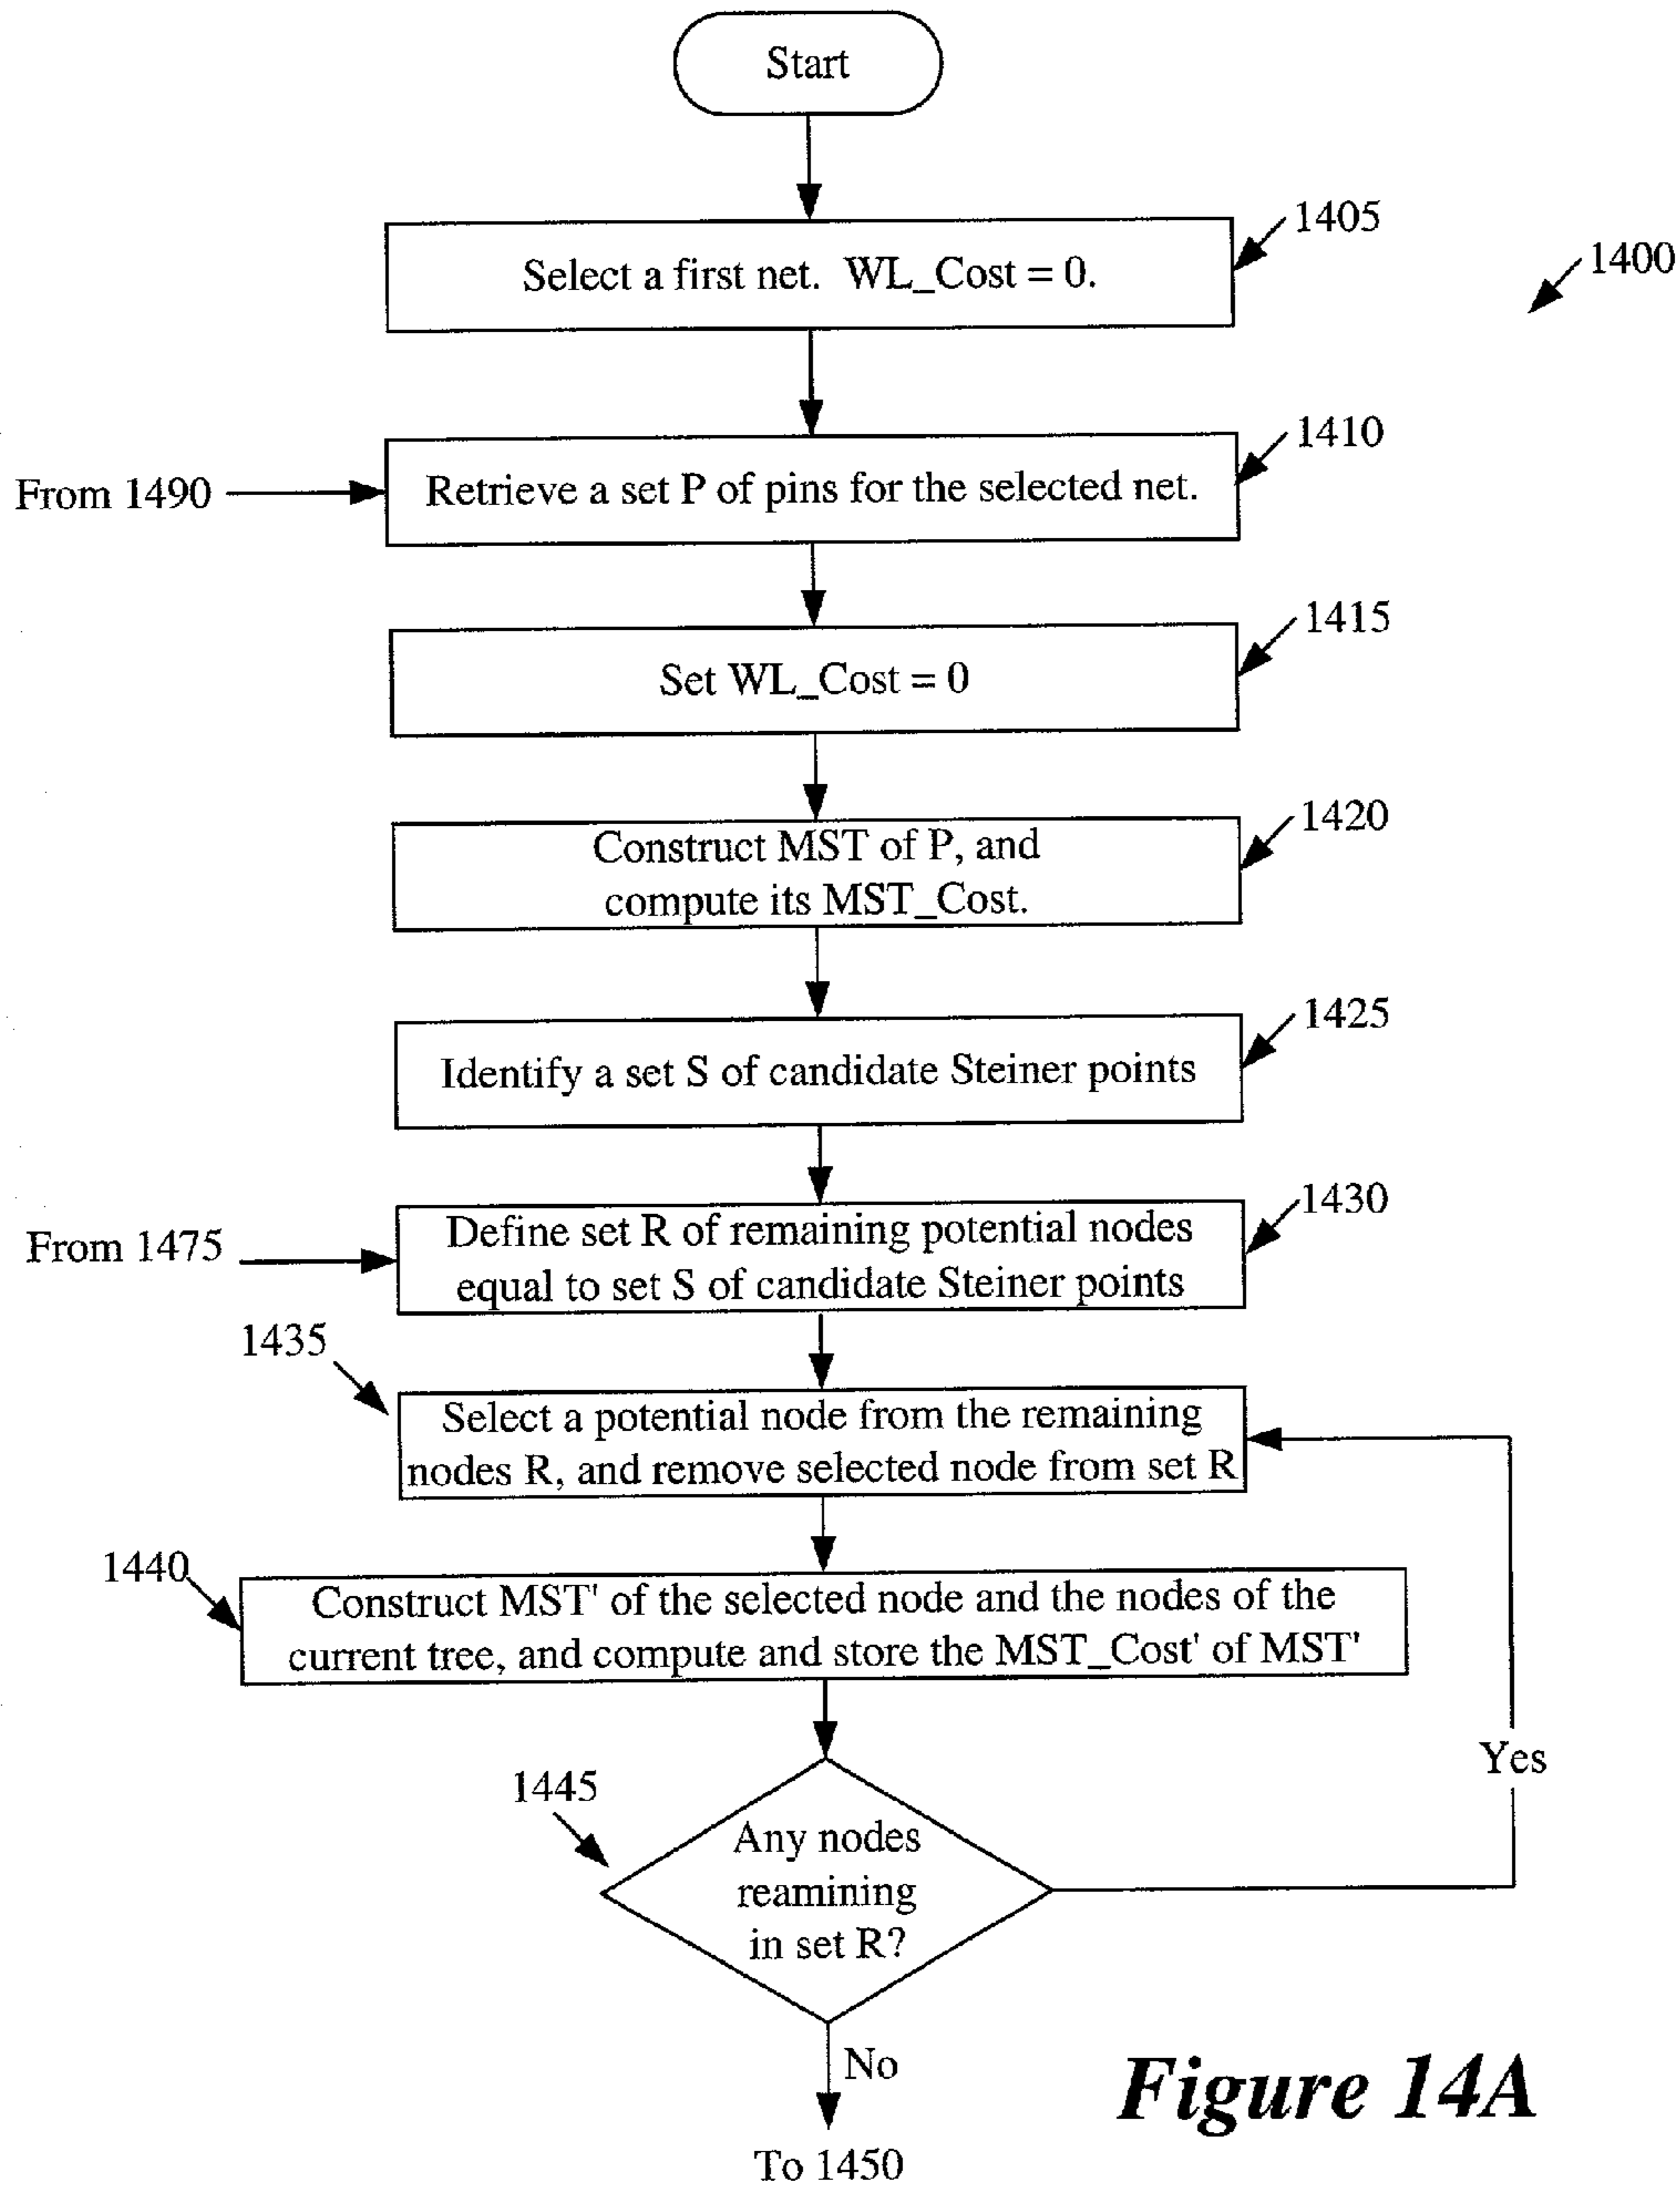 Start
1405
Select a first net. WL_Cost = 0.
1400
1410
From 1490
Retrieve a set P of pins for the selected net.
1415
Set WL_Cost = 0
1420
Construct MST of P, and
compute its MST_Cost.
1425
Identify a set S of candidate Steiner points
1430
From 1475
Define set R of remaining potential nodes
equal to set S of candidate Steiner points
1435
Select a potential node from the remaining
nodes R, and remove selected node from set R
1440
Construct MST' of the selected node and the nodes of the
current tree, and compute and store the MST_Cost' of MST'
Yes
1445
Any nodes
reamining
in set R?
No
Figure 14A
To 1450